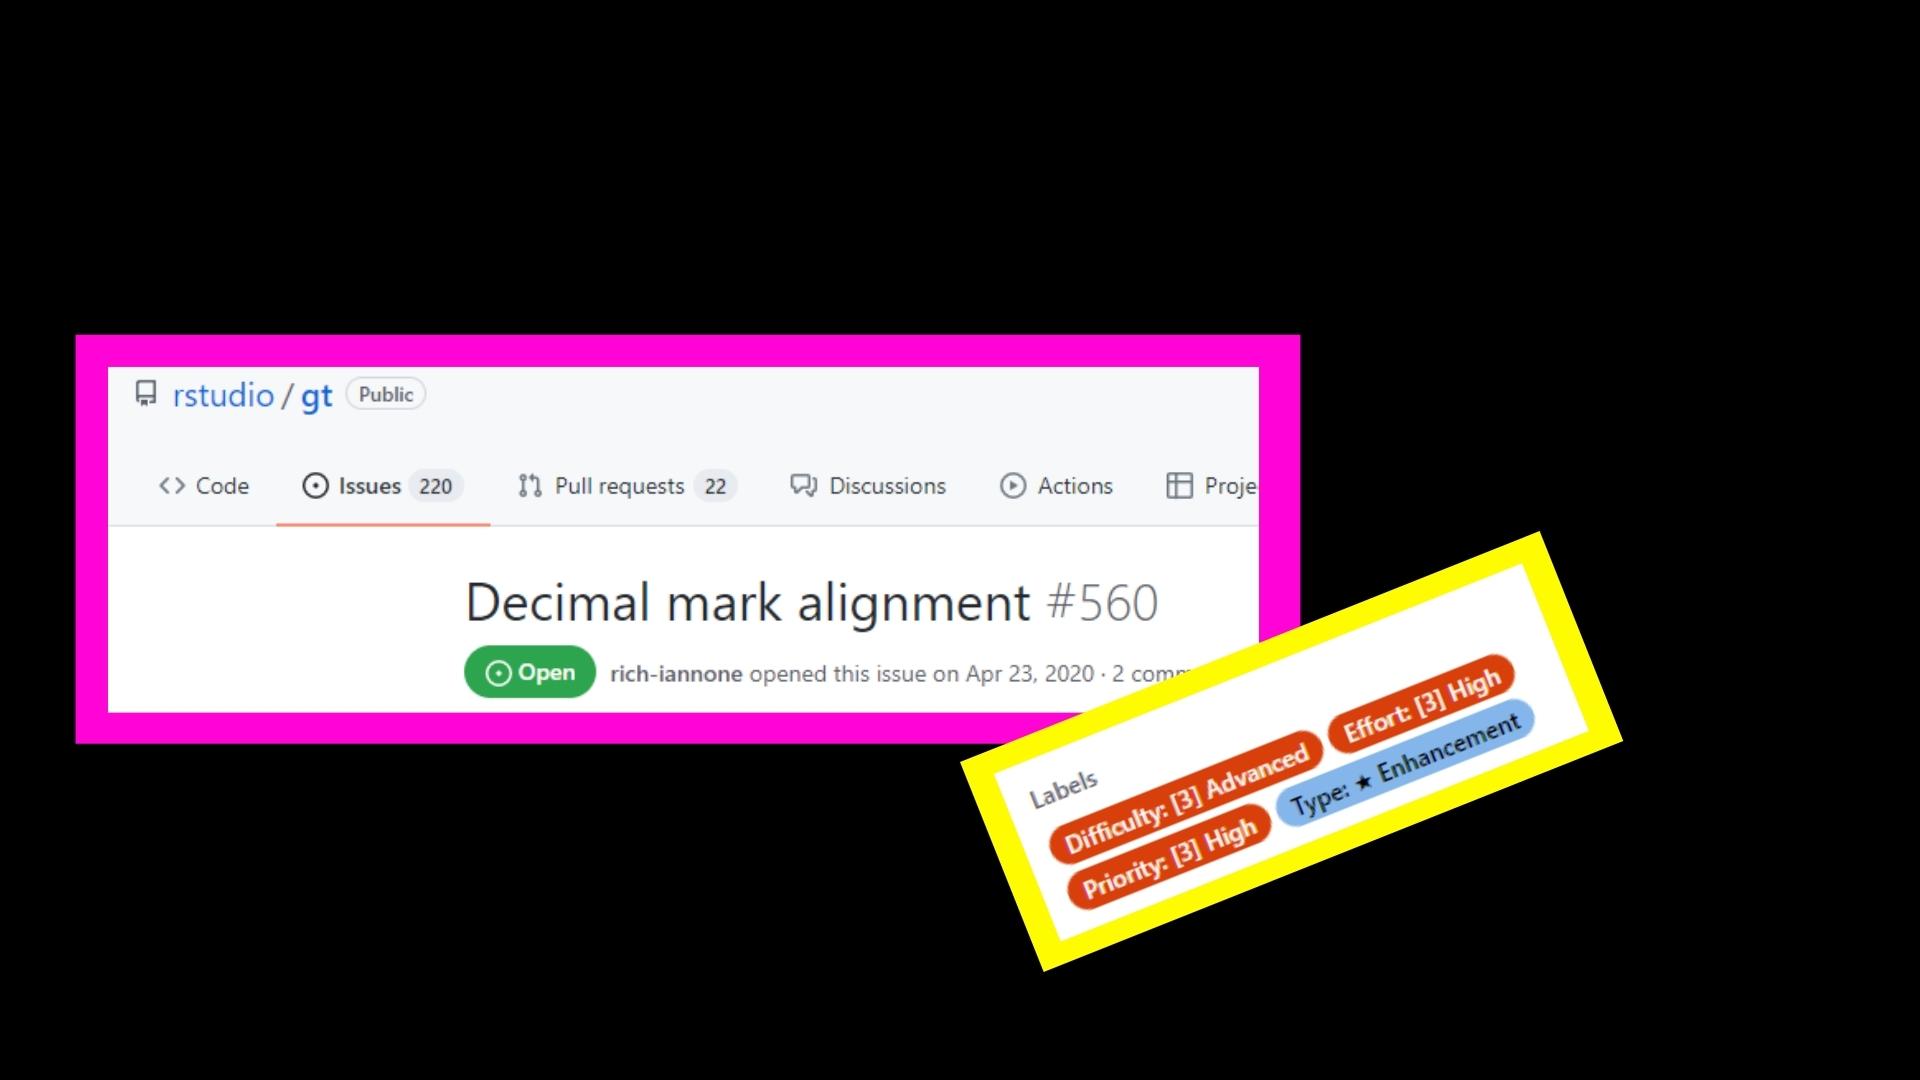 rstudio / gt Public
Code Issues 220 Pull requests 22 Discussions Actions
Decimal mark alignment #560
Open rich-iannone opened this issue on Apr 23, 2020 · 2
Labels
Difficulty: [3] Advanced Effort: [3] High
Priority: [3] High Type: ★ Enhancement